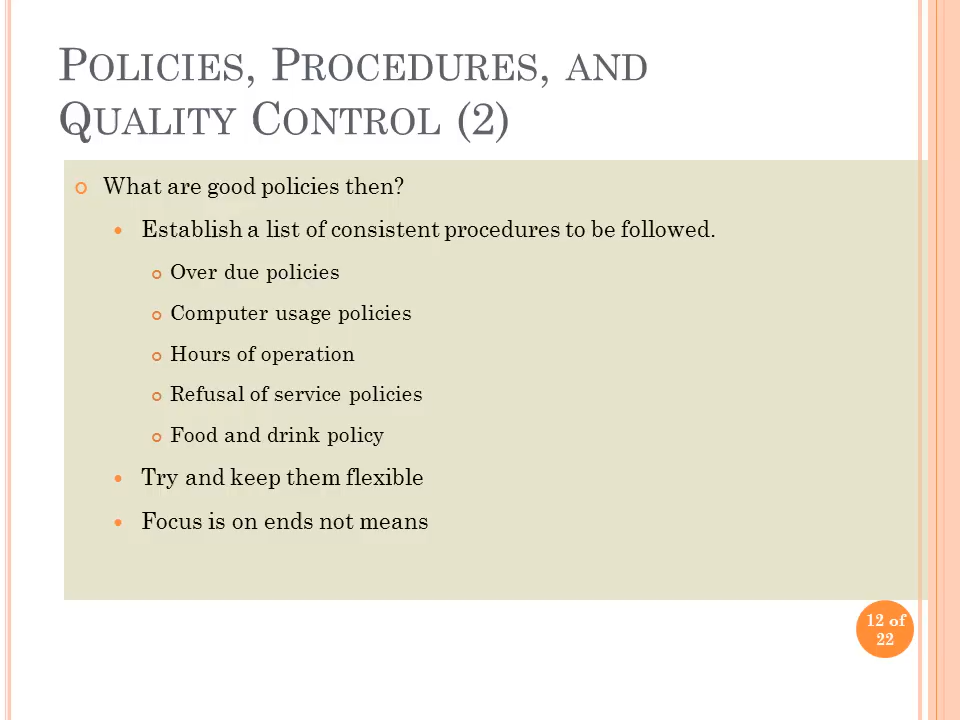 Policies, Procedures, and
Quality Control (2)
What are good policies then?
Establish a list of consistent procedures to be followed.
Over due policies
Computer usage policies
Hours of operation
Refusal of service policies
Food and drink policy
Try and keep them flexible
Focus is on ends not means
12 of
22